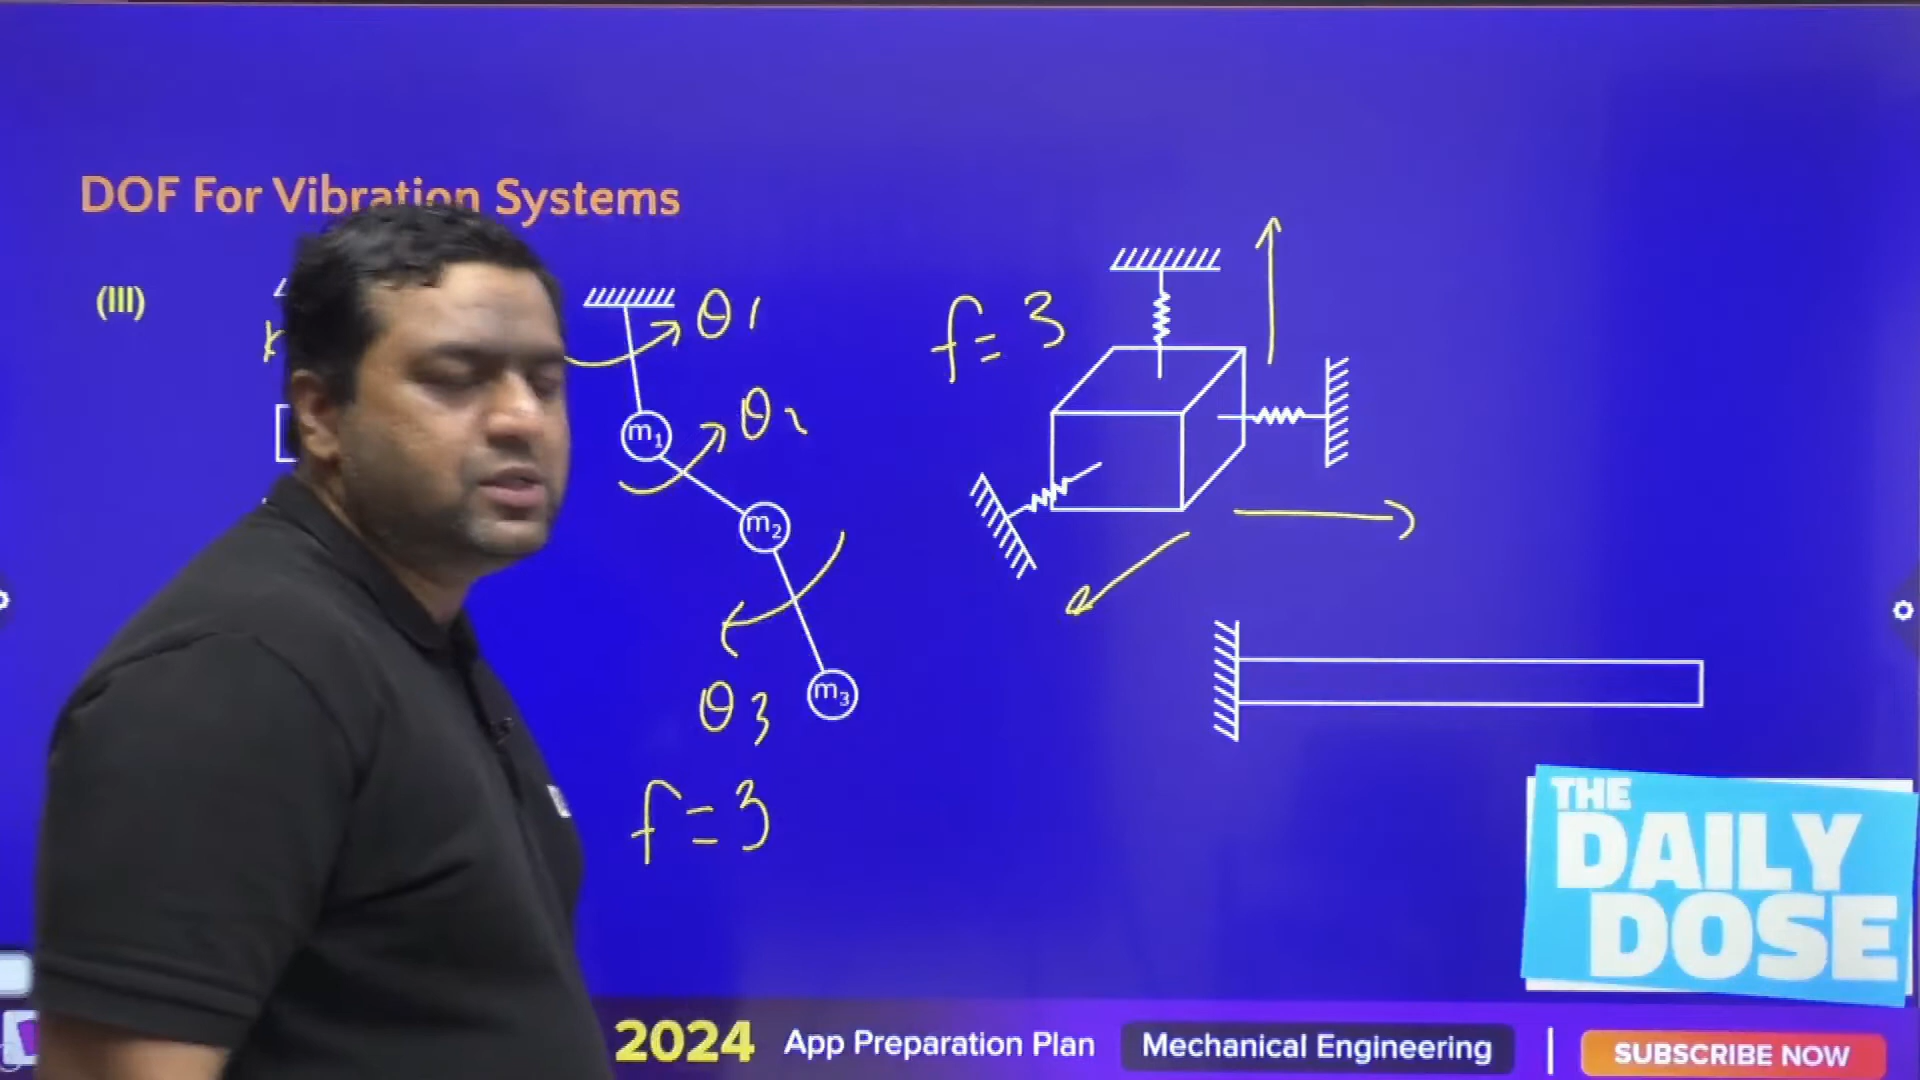 DOF For Vibration Systems
(III)
θ1
θ2
θ3
f=3
m1
m2
m3
f=3
THE
DAILY
DOSE
2024 App Preparation Plan Mechanical Engineering | SUBSCRIBE NOW